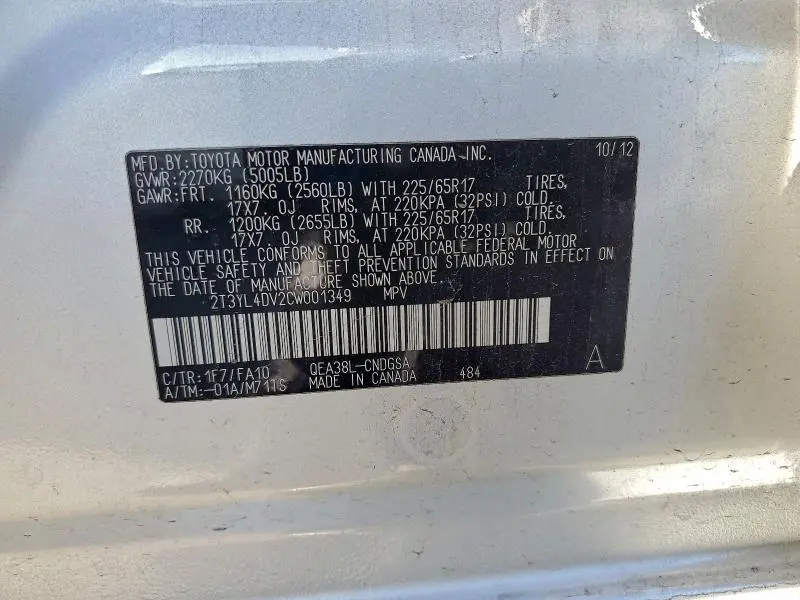 MFD. BY: TOYOTA MOTOR MANUFACTURING CANADA INC. 10/12
GVWR: 2270KG (5005LB)
GAWR: FRT. 1160KG (2560LB) WITH 225/65R17 TIRES,
17X7. 0J RIMS, AT 220KPA (32PSI) COLD.
RR. 1200KG (2655LB) WITH 225/65R17 TIRES,
17X7. 0J RIMS, AT 220KPA (32PSI) COLD.
THIS VEHICLE CONFORMS TO ALL APPLICABLE FEDERAL MOTOR
VEHICLE SAFETY AND THEFT PREVENTION STANDARDS IN EFFECT ON
THE DATE OF MANUFACTURE SHOWN ABOVE.
2T3YL4DV2CW001349 MPV
C/TR: 1F7/FA10 QEA38L-CNDGSA A
A/TM: -01A/M711S MADE IN CANADA 484